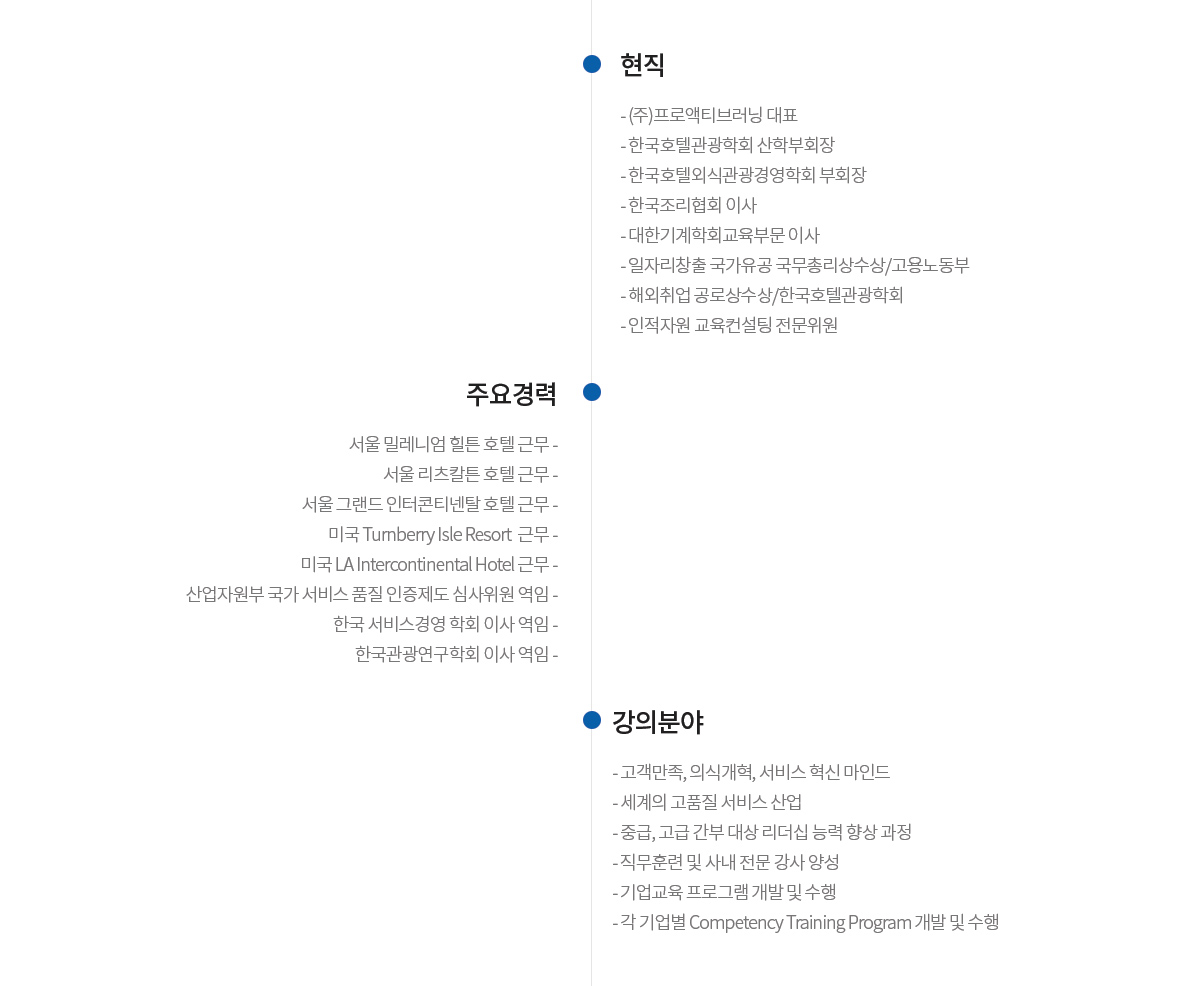 현직
- (주)프로액티브러닝 대표
- 한국호텔관광학회 산학부회장
- 한국호텔외식관광경영학회 부회장
- 한국조리협회 이사
- 대한기계학회교육부문 이사
- 일자리창출 국가유공 국무총리상수상/고용노동부
- 해외취업 공로상수상/한국호텔관광학회
- 인적자원 교육컨설팅 전문위원
주요경력
서울 밀레니엄 힐튼 호텔 근무 -
서울 리츠칼튼 호텔 근무 -
서울 그랜드 인터콘티넨탈 호텔 근무 -
미국 Turnberry Isle Resort 근무 -
미국 LA Intercontinental Hotel 근무 -
산업자원부 국가 서비스 품질 인증제도 심사위원 역임 -
한국 서비스경영 학회 이사 역임 -
한국관광연구학회 이사 역임 -
강의분야
- 고객만족, 의식개혁, 서비스 혁신 마인드
- 세계의 고품질 서비스 산업
- 중급, 고급 간부 대상 리더십 능력 향상 과정
- 직무훈련 및 사내 전문 강사 양성
- 기업교육 프로그램 개발 및 수행
- 각 기업별 Competency Training Program 개발 및 수행